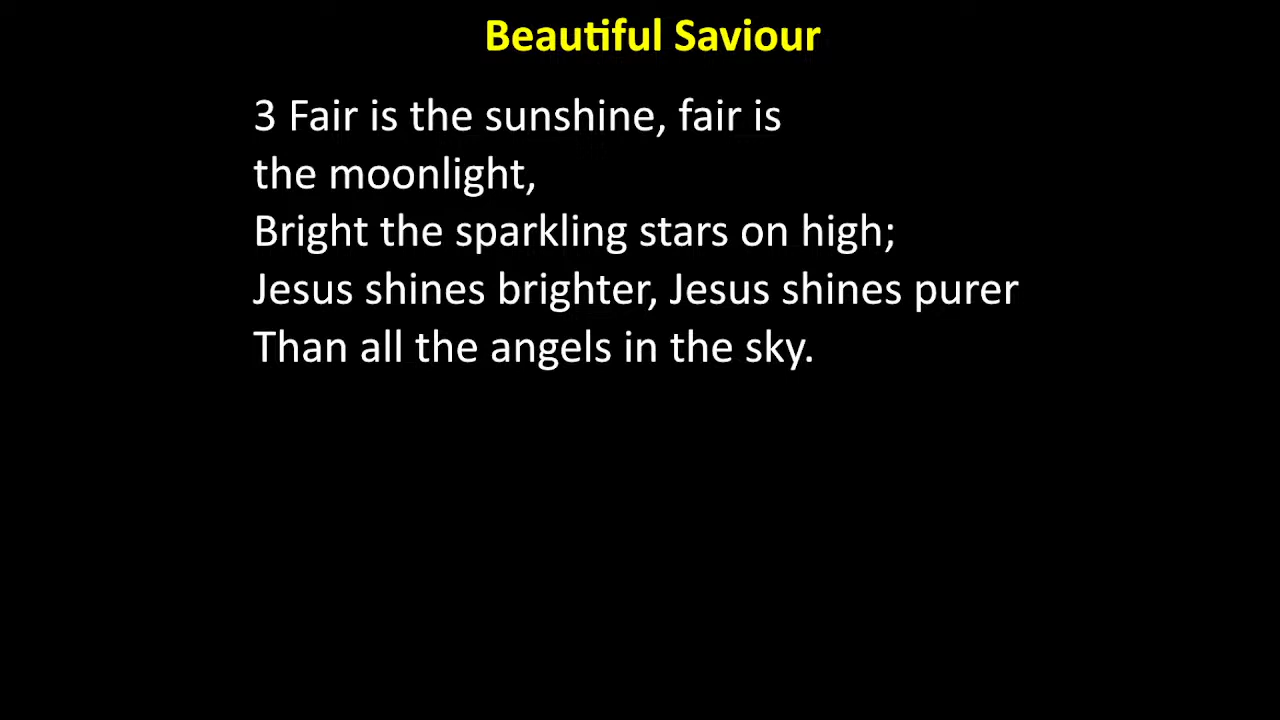 Beautiful Saviour
3 Fair is the sunshine, fair is
the moonlight,
Bright the sparkling stars on high;
Jesus shines brighter, Jesus shines purer
Than all the angels in the sky.